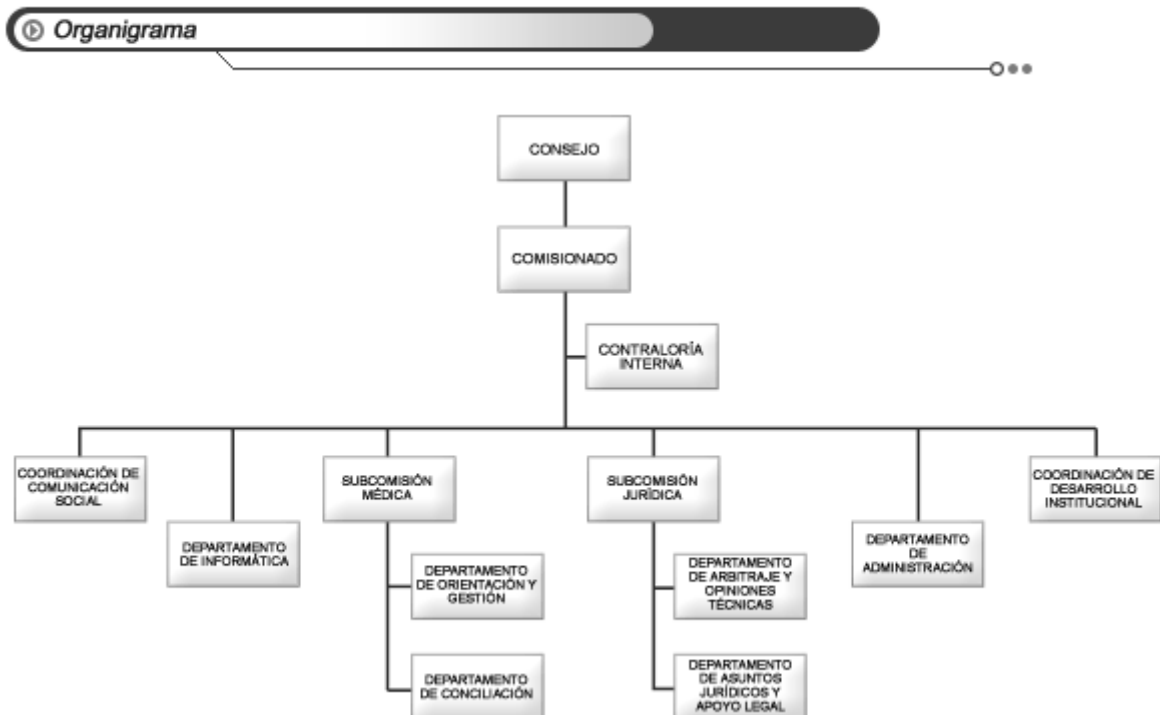 Organigrama
CONSEJO
COMISIONADO
CONTRALORÍA
INTERNA
COORDINACIÓN DE
COMUNICACIÓN
SOCIAL
DEPARTAMENTO
DE INFORMÁTICA
SUBCOMISIÓN
MÉDICA
DEPARTAMENTO
DE ORIENTACIÓN Y
GESTIÓN
DEPARTAMENTO
DE CONCILIACIÓN
SUBCOMISIÓN
JURÍDICA
DEPARTAMENTO
DE ARBITRAJE Y
OPINIONES
TÉCNICAS
DEPARTAMENTO
DE ASUNTOS
JURÍDICOS Y
APOYO LEGAL
DEPARTAMENTO
DE
ADMINISTRACIÓN
COORDINACIÓN DE
DESARROLLO
INSTITUCIONAL